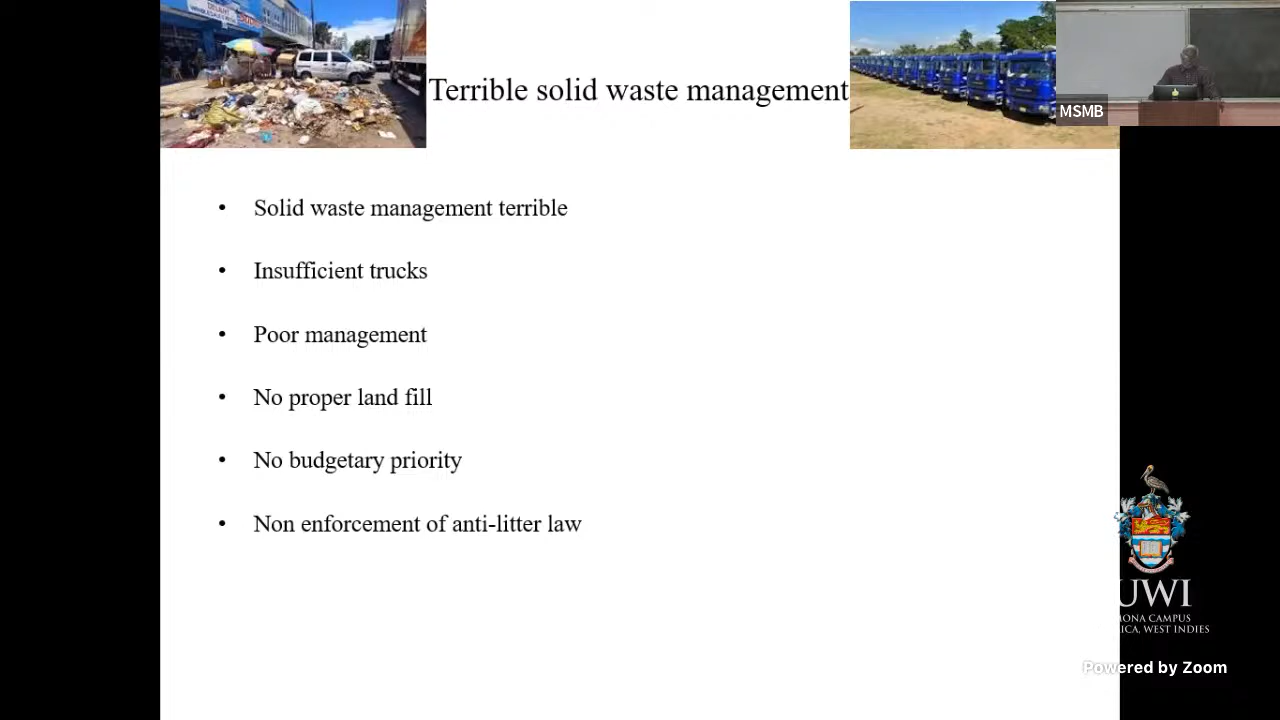 Terrible solid waste management
MSMB
• Solid waste management terrible
• Insufficient trucks
• Poor management
• No proper land fill
• No budgetary priority
• Non enforcement of anti-litter law
UWI
MONA CAMPUS
ICA, WEST INDIES
Powered by Zoom